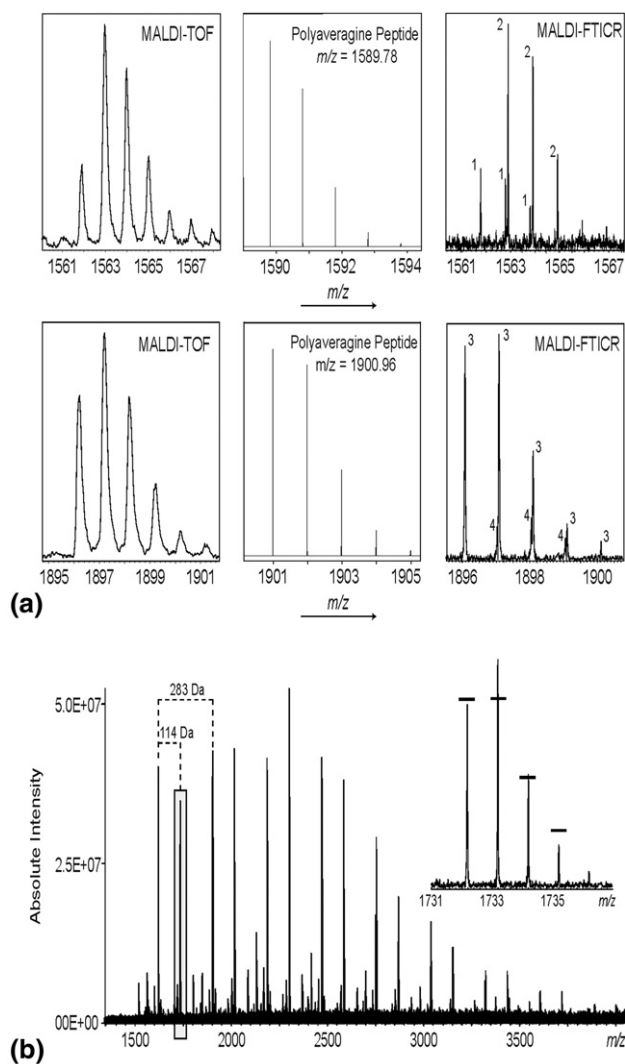 MALDI-TOF
1561 1563 1565 1567
Polyaveragine Peptide
m/z = 1589.78
1590 1592 1594
m/z
MALDI-FTICR
1 2 1 2 1 2
1561 1563 1565 1567
MALDI-TOF
1895 1897 1899 1901
Polyaveragine Peptide
m/z = 1900.96
1901 1903 1905
m/z
MALDI-FTICR
3 3 4 3 4 3 4 3
1896 1898 1900
(a)
283 Da
114 Da
5.0E+07
2.5E+07
00E+00
Absolute Intensity
1731 1733 1735 m/z
1500 2000 2500 3000 3500 m/z
(b)